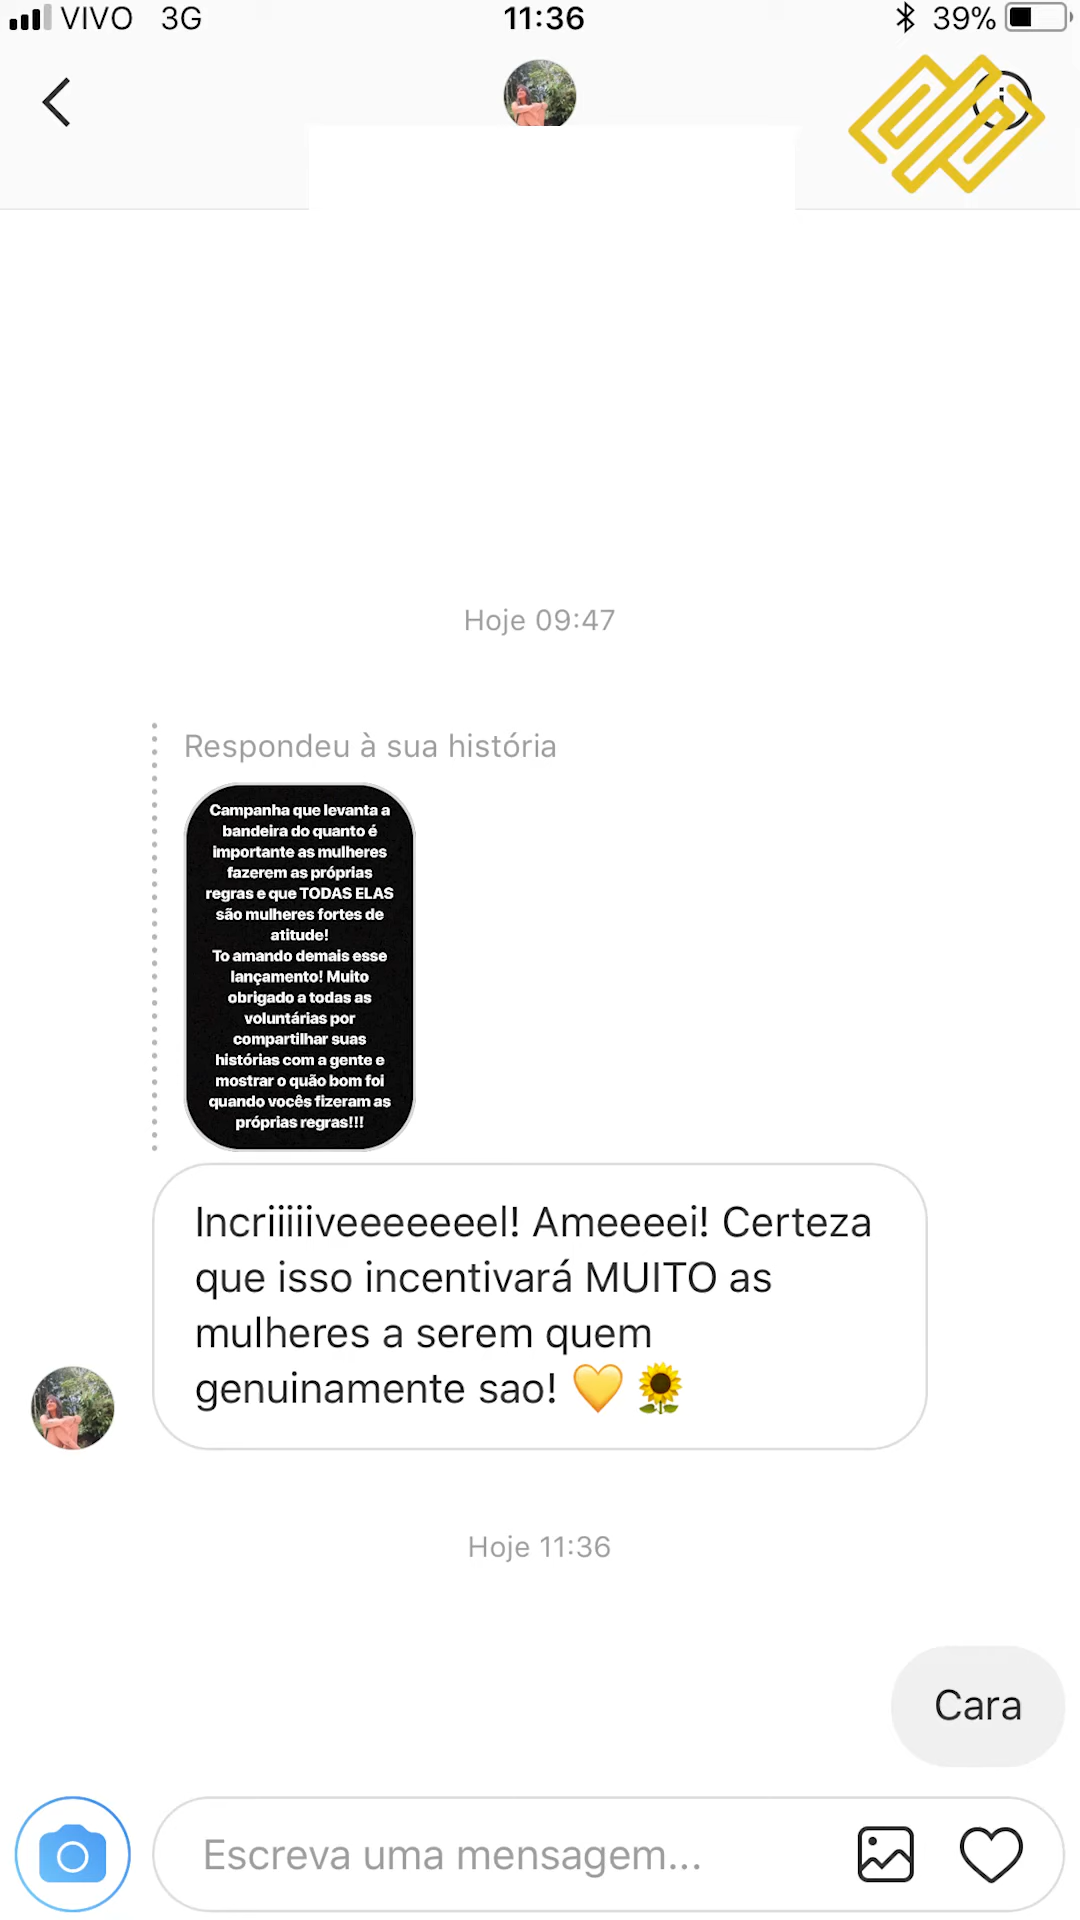 VIVO 3G 11:36 39%
Hoje 09:47
Respondeu à sua história
Campanha que levanta a
bandeira do quanto é
importante as mulheres
fazerem as próprias
regras e que TODAS ELAS
são mulheres fortes de
atitude!
To amando demais esse
lançamento! Muito
obrigado a todas as
voluntárias por
compartilhar suas
histórias com a gente e
mostrar o quão bom foi
quando vocês fizeram as
próprias regras!!!
Incriiiiiveeeeeeel! Ameeeei! Certeza
que isso incentivará MUITO as
mulheres a serem quem
genuinamente sao! 💛🌻
Hoje 11:36
Cara
Escreva uma mensagem...